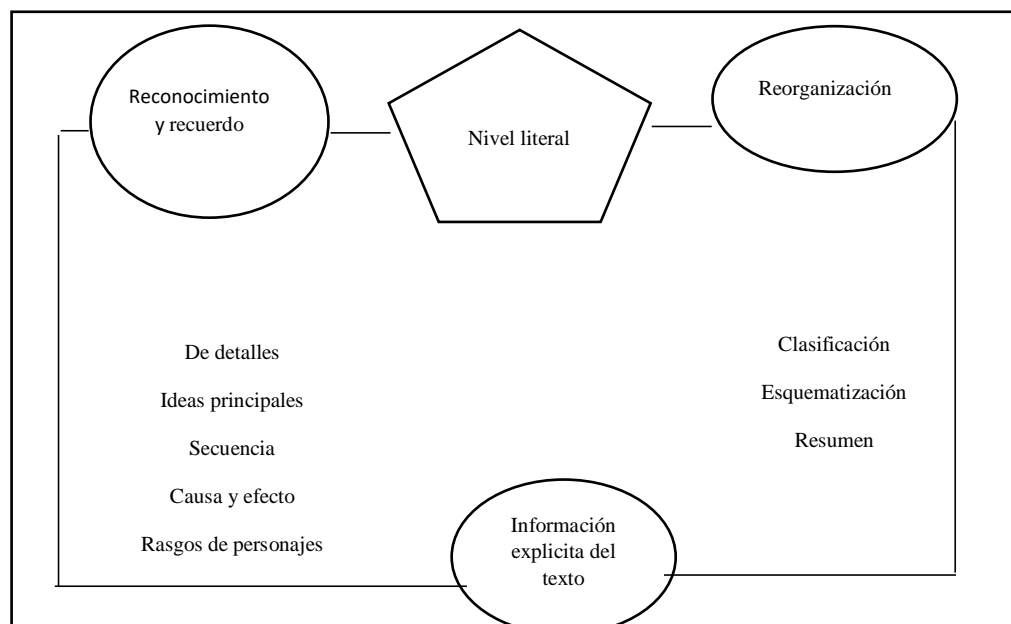 Reconocimiento
y recuerdo
Nivel literal
Reorganización
De detalles
Ideas principales
Secuencia
Causa y efecto
Rasgos de personajes
Clasificación
Esquematización
Resumen
Información
explicita del
texto